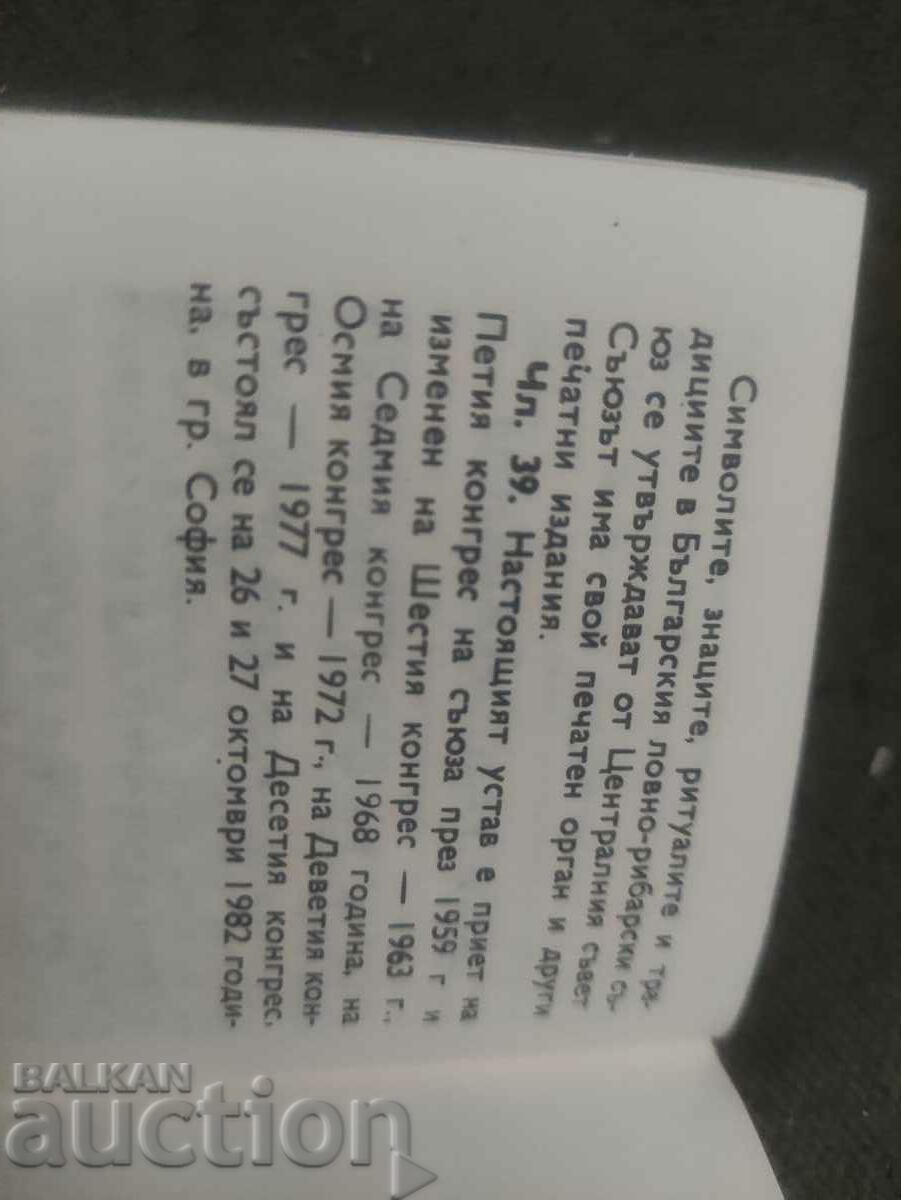 Символите, знаците, ритуалите и тра-
дициите в Българския ловно-рибарски съ-
юз се утвърждават от Централния съвет
Съюзът има свой печатен орган и други
печатни издания.
Чл. 39. Настоящият устав е приет на
Петия конгрес на съюза през 1959 г и
изменен на Шестия конгрес — 1963 г.,
на Седмия конгрес — 1968 година, на
Осмия конгрес — 1972 г., на Деветия кон-
грес — 1977 г. и на Десетия конгрес,
състоял се на 26 и 27 октомври 1982 годи-
на, в гр. София.
BALKAN
auction